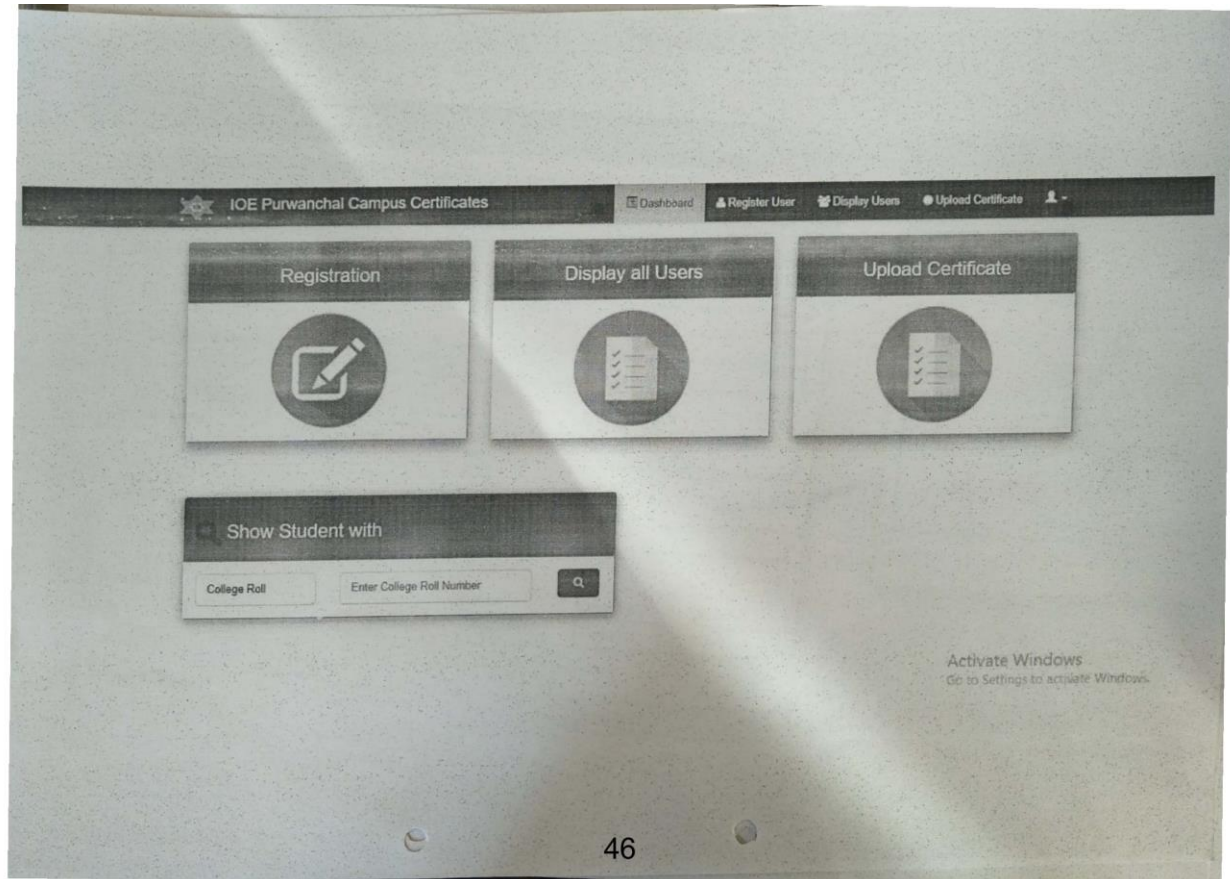 IOE Purwanchal Campus Certificates Dashboard Register User Display Users Upload Certificate
Registration
Display all Users
Upload Certificate
Show Student with
College Roll Enter College Roll Number
Activate Windows
Go to Settings to activate Windows.
46